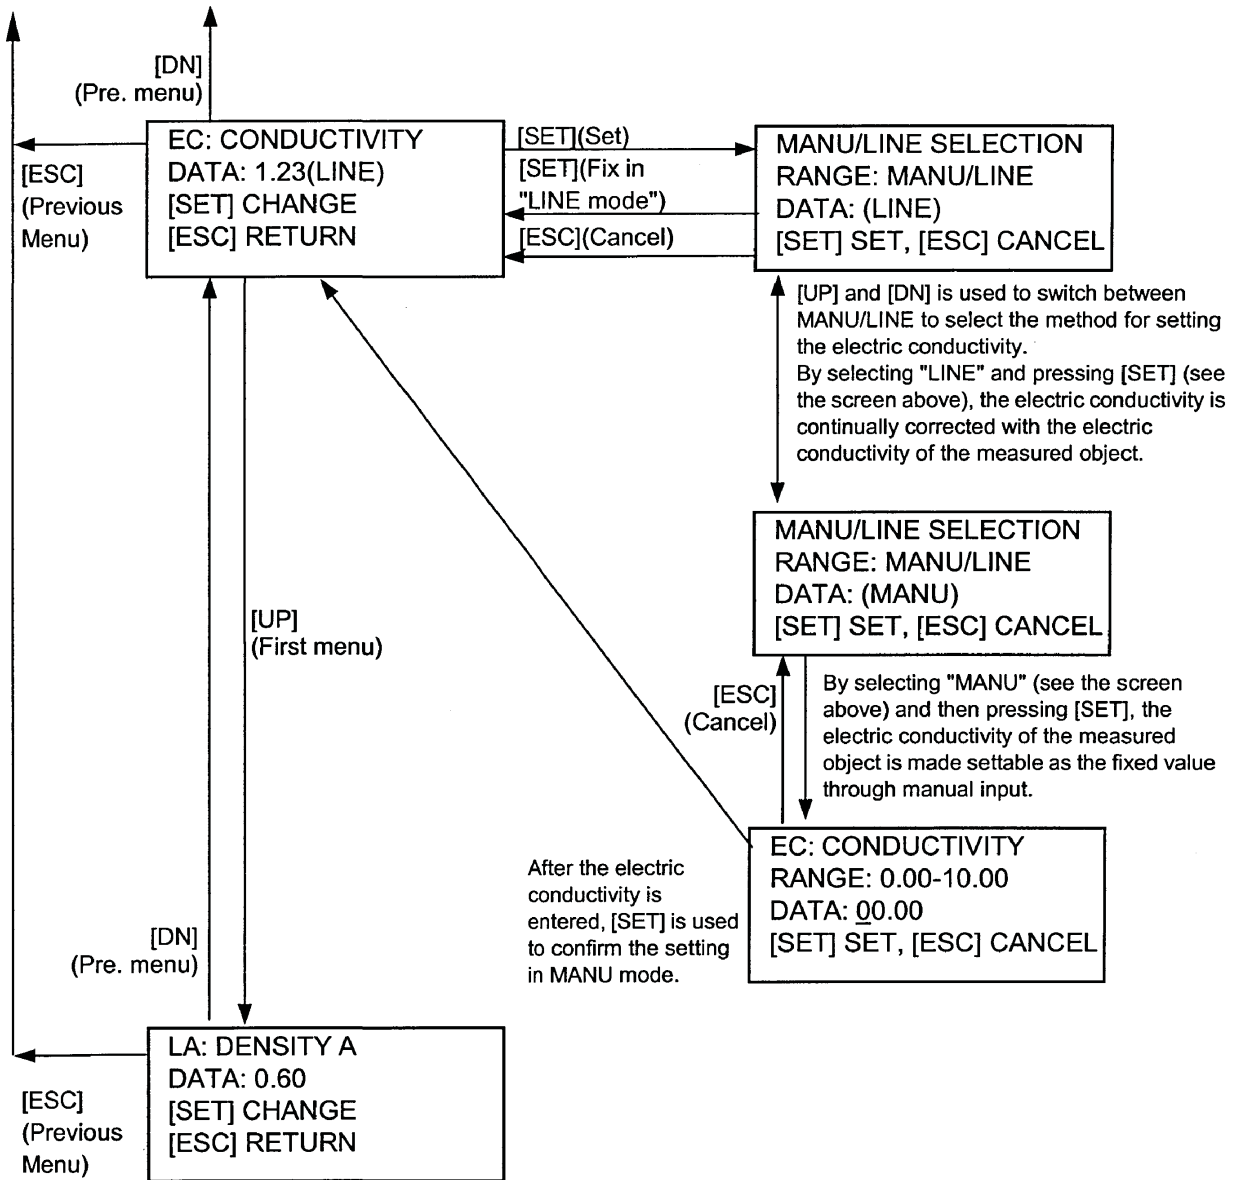 [DN]
(Pre. menu)
EC: CONDUCTIVITY
DATA: 1.23(LINE)
[SET] CHANGE
[ESC] RETURN
[ESC]
(Previous
Menu)
[SET](Set)
[SET](Fix in
"LINE mode")
[ESC](Cancel)
MANU/LINE SELECTION
RANGE: MANU/LINE
DATA: (LINE)
[SET] SET, [ESC] CANCEL
[UP] and [DN] is used to switch between
MANU/LINE to select the method for setting
the electric conductivity.
By selecting "LINE" and pressing [SET] (see
the screen above), the electric conductivity is
continually corrected with the electric
conductivity of the measured object.
MANU/LINE SELECTION
RANGE: MANU/LINE
DATA: (MANU)
[SET] SET, [ESC] CANCEL
[UP]
(First menu)
[ESC]
(Cancel)
By selecting "MANU" (see the screen
above) and then pressing [SET], the
electric conductivity of the measured
object is made settable as the fixed value
through manual input.
EC: CONDUCTIVITY
RANGE: 0.00-10.00
DATA: 00.00
[SET] SET, [ESC] CANCEL
After the electric
conductivity is
entered, [SET] is used
to confirm the setting
in MANU mode.
[DN]
(Pre. menu)
LA: DENSITY A
DATA: 0.60
[SET] CHANGE
[ESC] RETURN
[ESC]
(Previous
Menu)